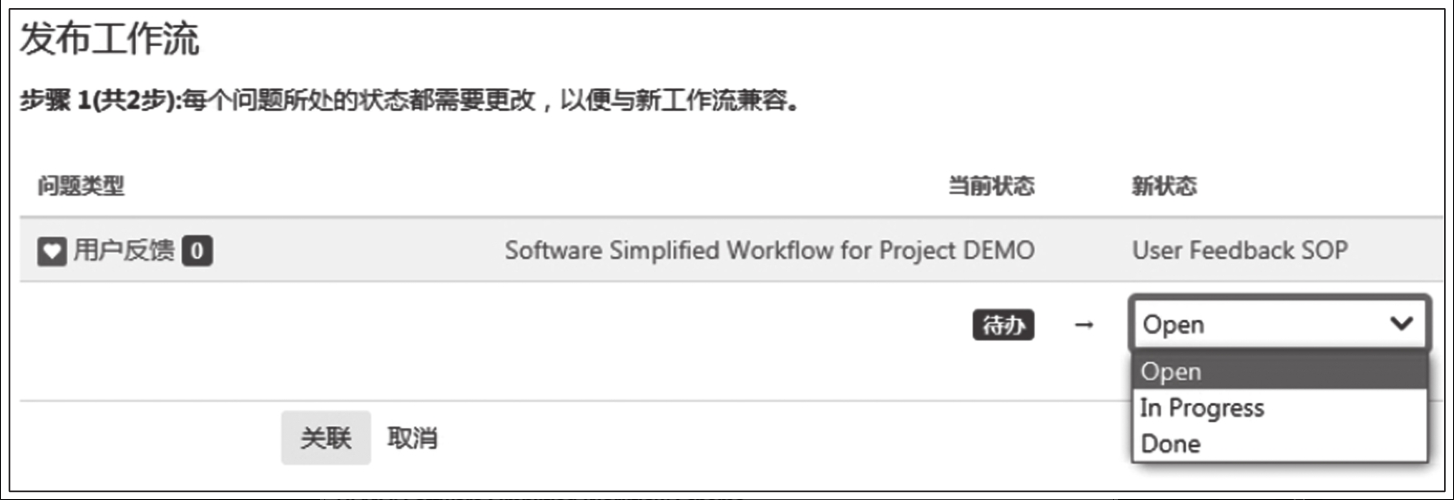 发布工作流
步骤 1(共2步):每个问题所处的状态都需要更改，以便与新工作流兼容。
问题类型 当前状态 新状态
用户反馈 0 Software Simplified Workflow for Project DEMO User Feedback SOP
待办 → Open
Open
In Progress
Done
关联 取消